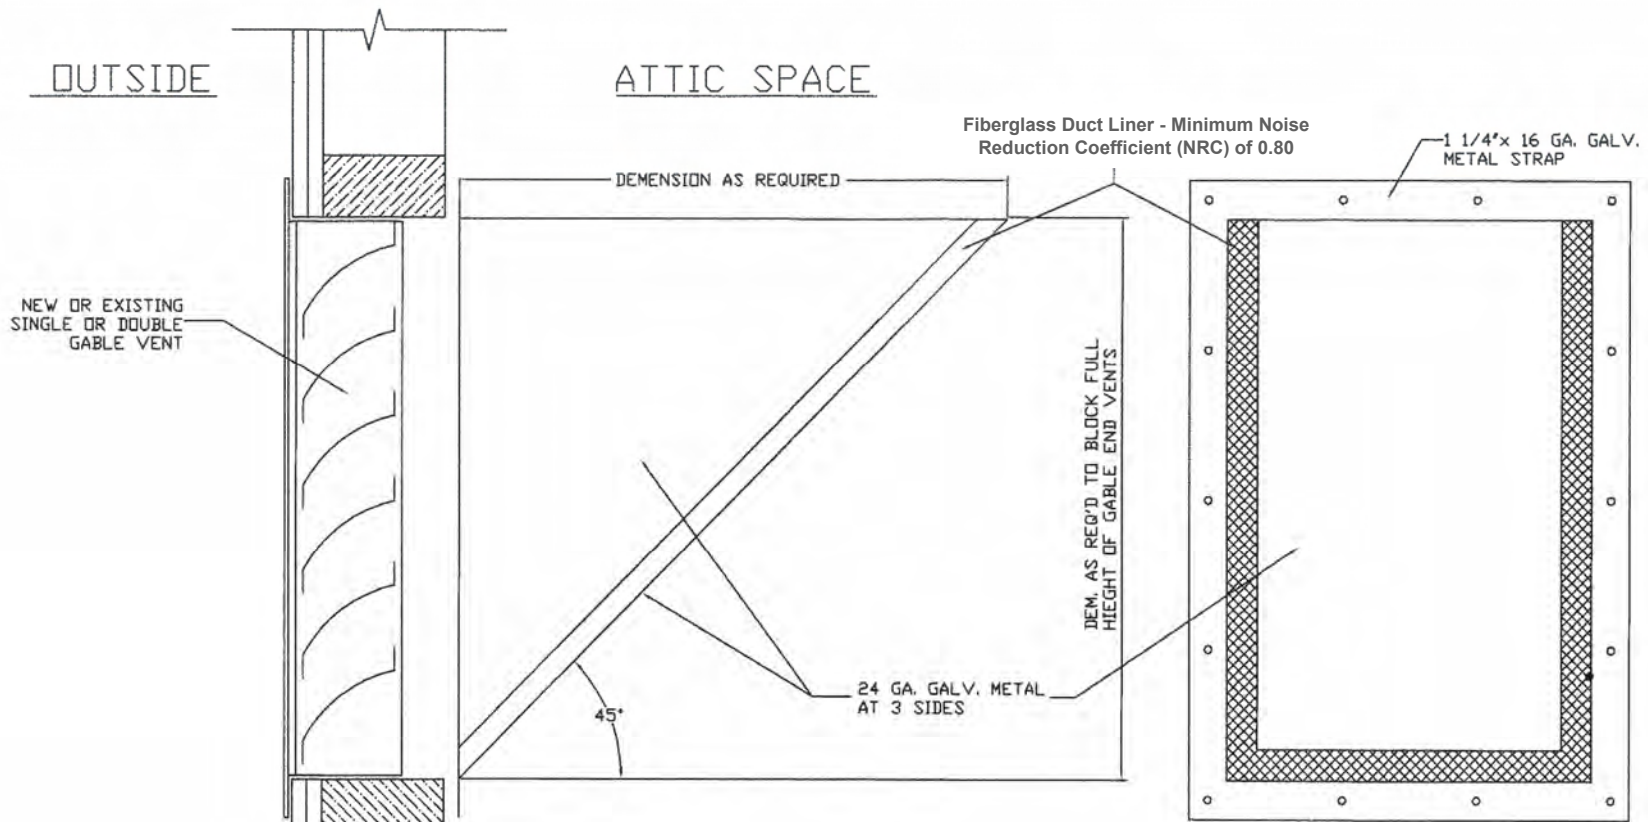 OUTSIDE
ATTIC SPACE
Fiberglass Duct Liner - Minimum Noise
Reduction Coefficient (NRC) of 0.80
1 1/4"x 16 GA. GALV.
METAL STRAP
DEMENSION AS REQUIRED
NEW OR EXISTING
SINGLE OR DOUBLE
GABLE VENT
DEM. AS REQ'D TO BLOCK FULL
HIEGHT OF GABLE END VENTS
24 GA. GALV. METAL
AT 3 SIDES
45°